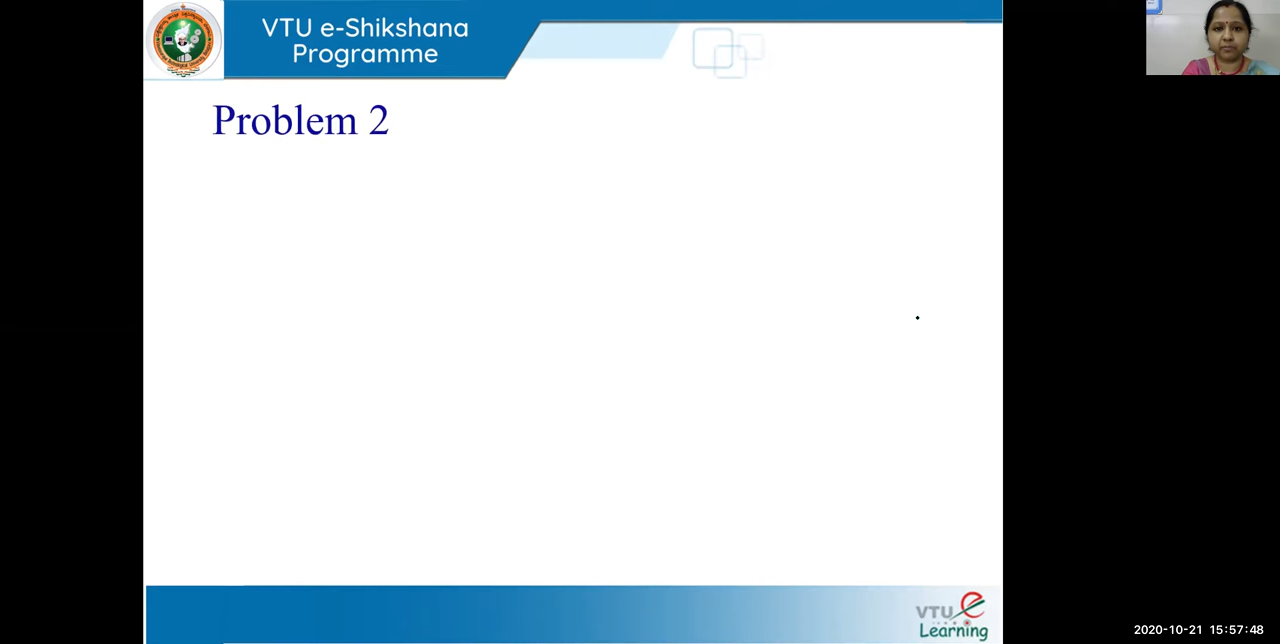 VTU e-Shikshana
Programme
Problem 2
VTU e
Learning
2020-10-21 15:57:48